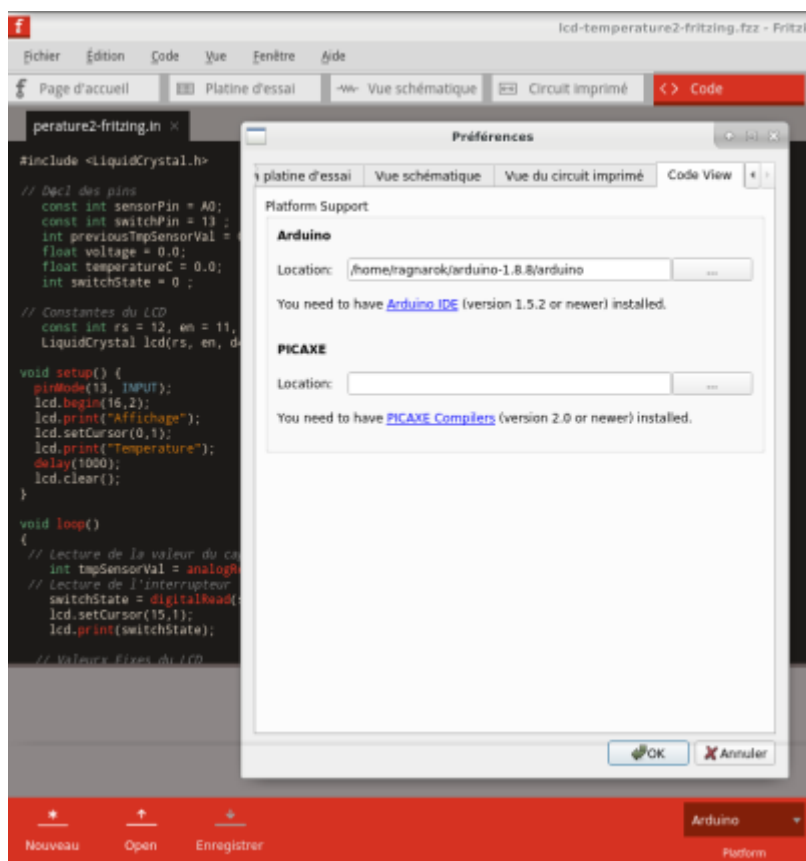 f
lcd-temperature2-fritzing.fzz - Fritzi
Fichier Édition Code Vue Fenêtre Aide
f Page d'accueil Platine d'essai Vue schématique Circuit imprimé <> Code
perature2-fritzing.in ×
#include <LiquidCrystal.h>
// Decl des pins
const int sensorPin = A0;
const int switchPin = 13 ;
int previousTmpSensorVal =
float voltage = 0.0;
float temperatureC = 0.0;
int switchState = 0 ;
// Constantes du LCD
const int rs = 12, en = 11,
LiquidCrystal lcd(rs, en, d
void setup() {
pinMode(13, INPUT);
lcd.begin(16,2);
lcd.print("Affichage");
lcd.setCursor(0,1);
lcd.print("Temperature");
delay(1000);
lcd.clear();
}
void loop()
{
// Lecture de la valeur du ca
int tmpSensorVal = analogR
// Lecture de l'interrupteur
switchState = digitalRead(
lcd.setCursor(15,1);
lcd.print(switchState);
// Valeurx Fixes du LCD
Préférences
n platine d'essai Vue schématique Vue du circuit imprimé Code View
Platform Support
Arduino
Location: /home/ragnarok/arduino-1.8.8/arduino ...
You need to have Arduino IDE (version 1.5.2 or newer) installed.
PICAXE
Location: ...
You need to have PICAXE Compilers (version 2.0 or newer) installed.
OK Annuler
Nouveau Open Enregistrer
Arduino
Platform